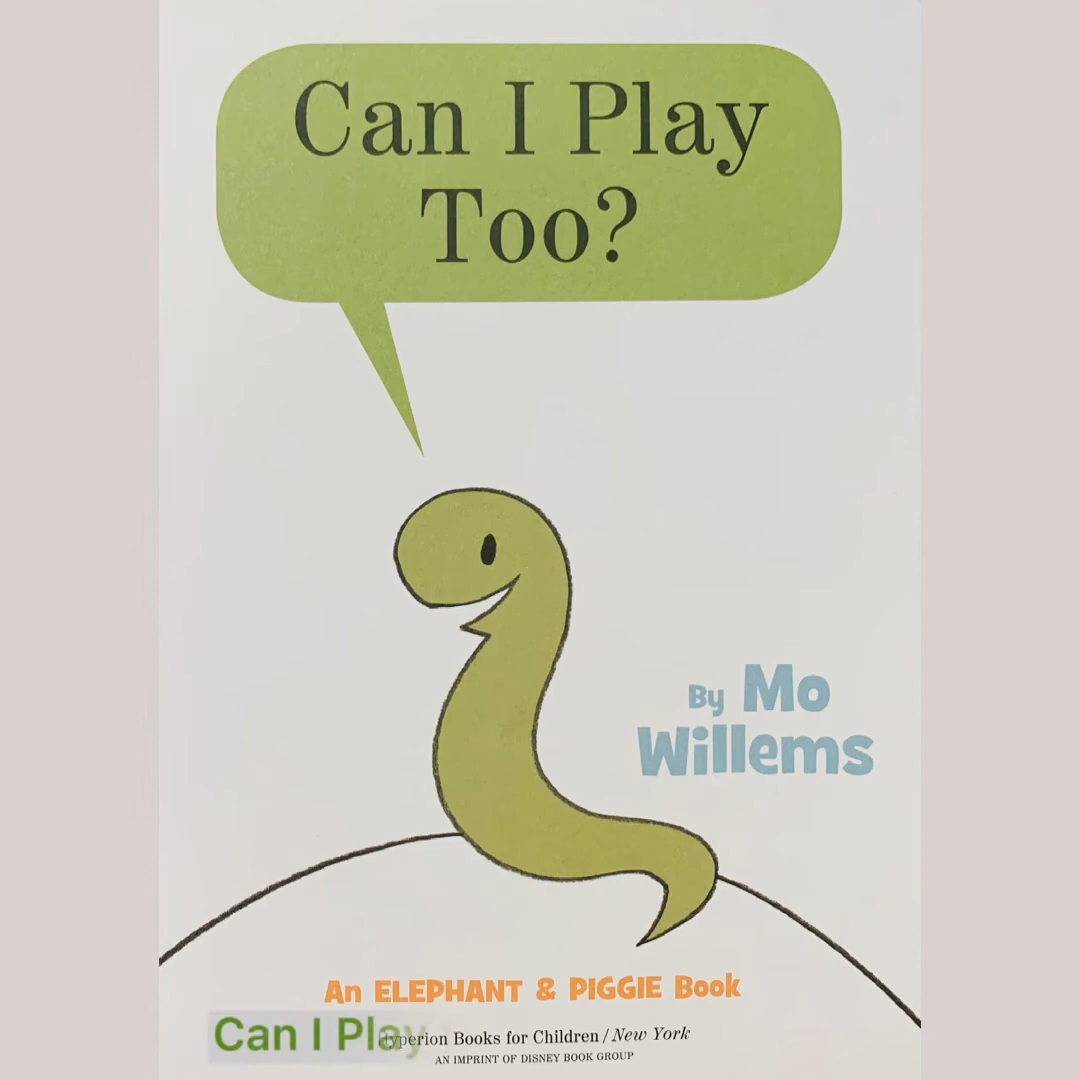 Can I Play
Too?
By Mo
Willems
An ELEPHANT & PIGGIE Book
Can I Play
Hyperion Books for Children / New York
AN IMPRINT OF DISNEY BOOK GROUP